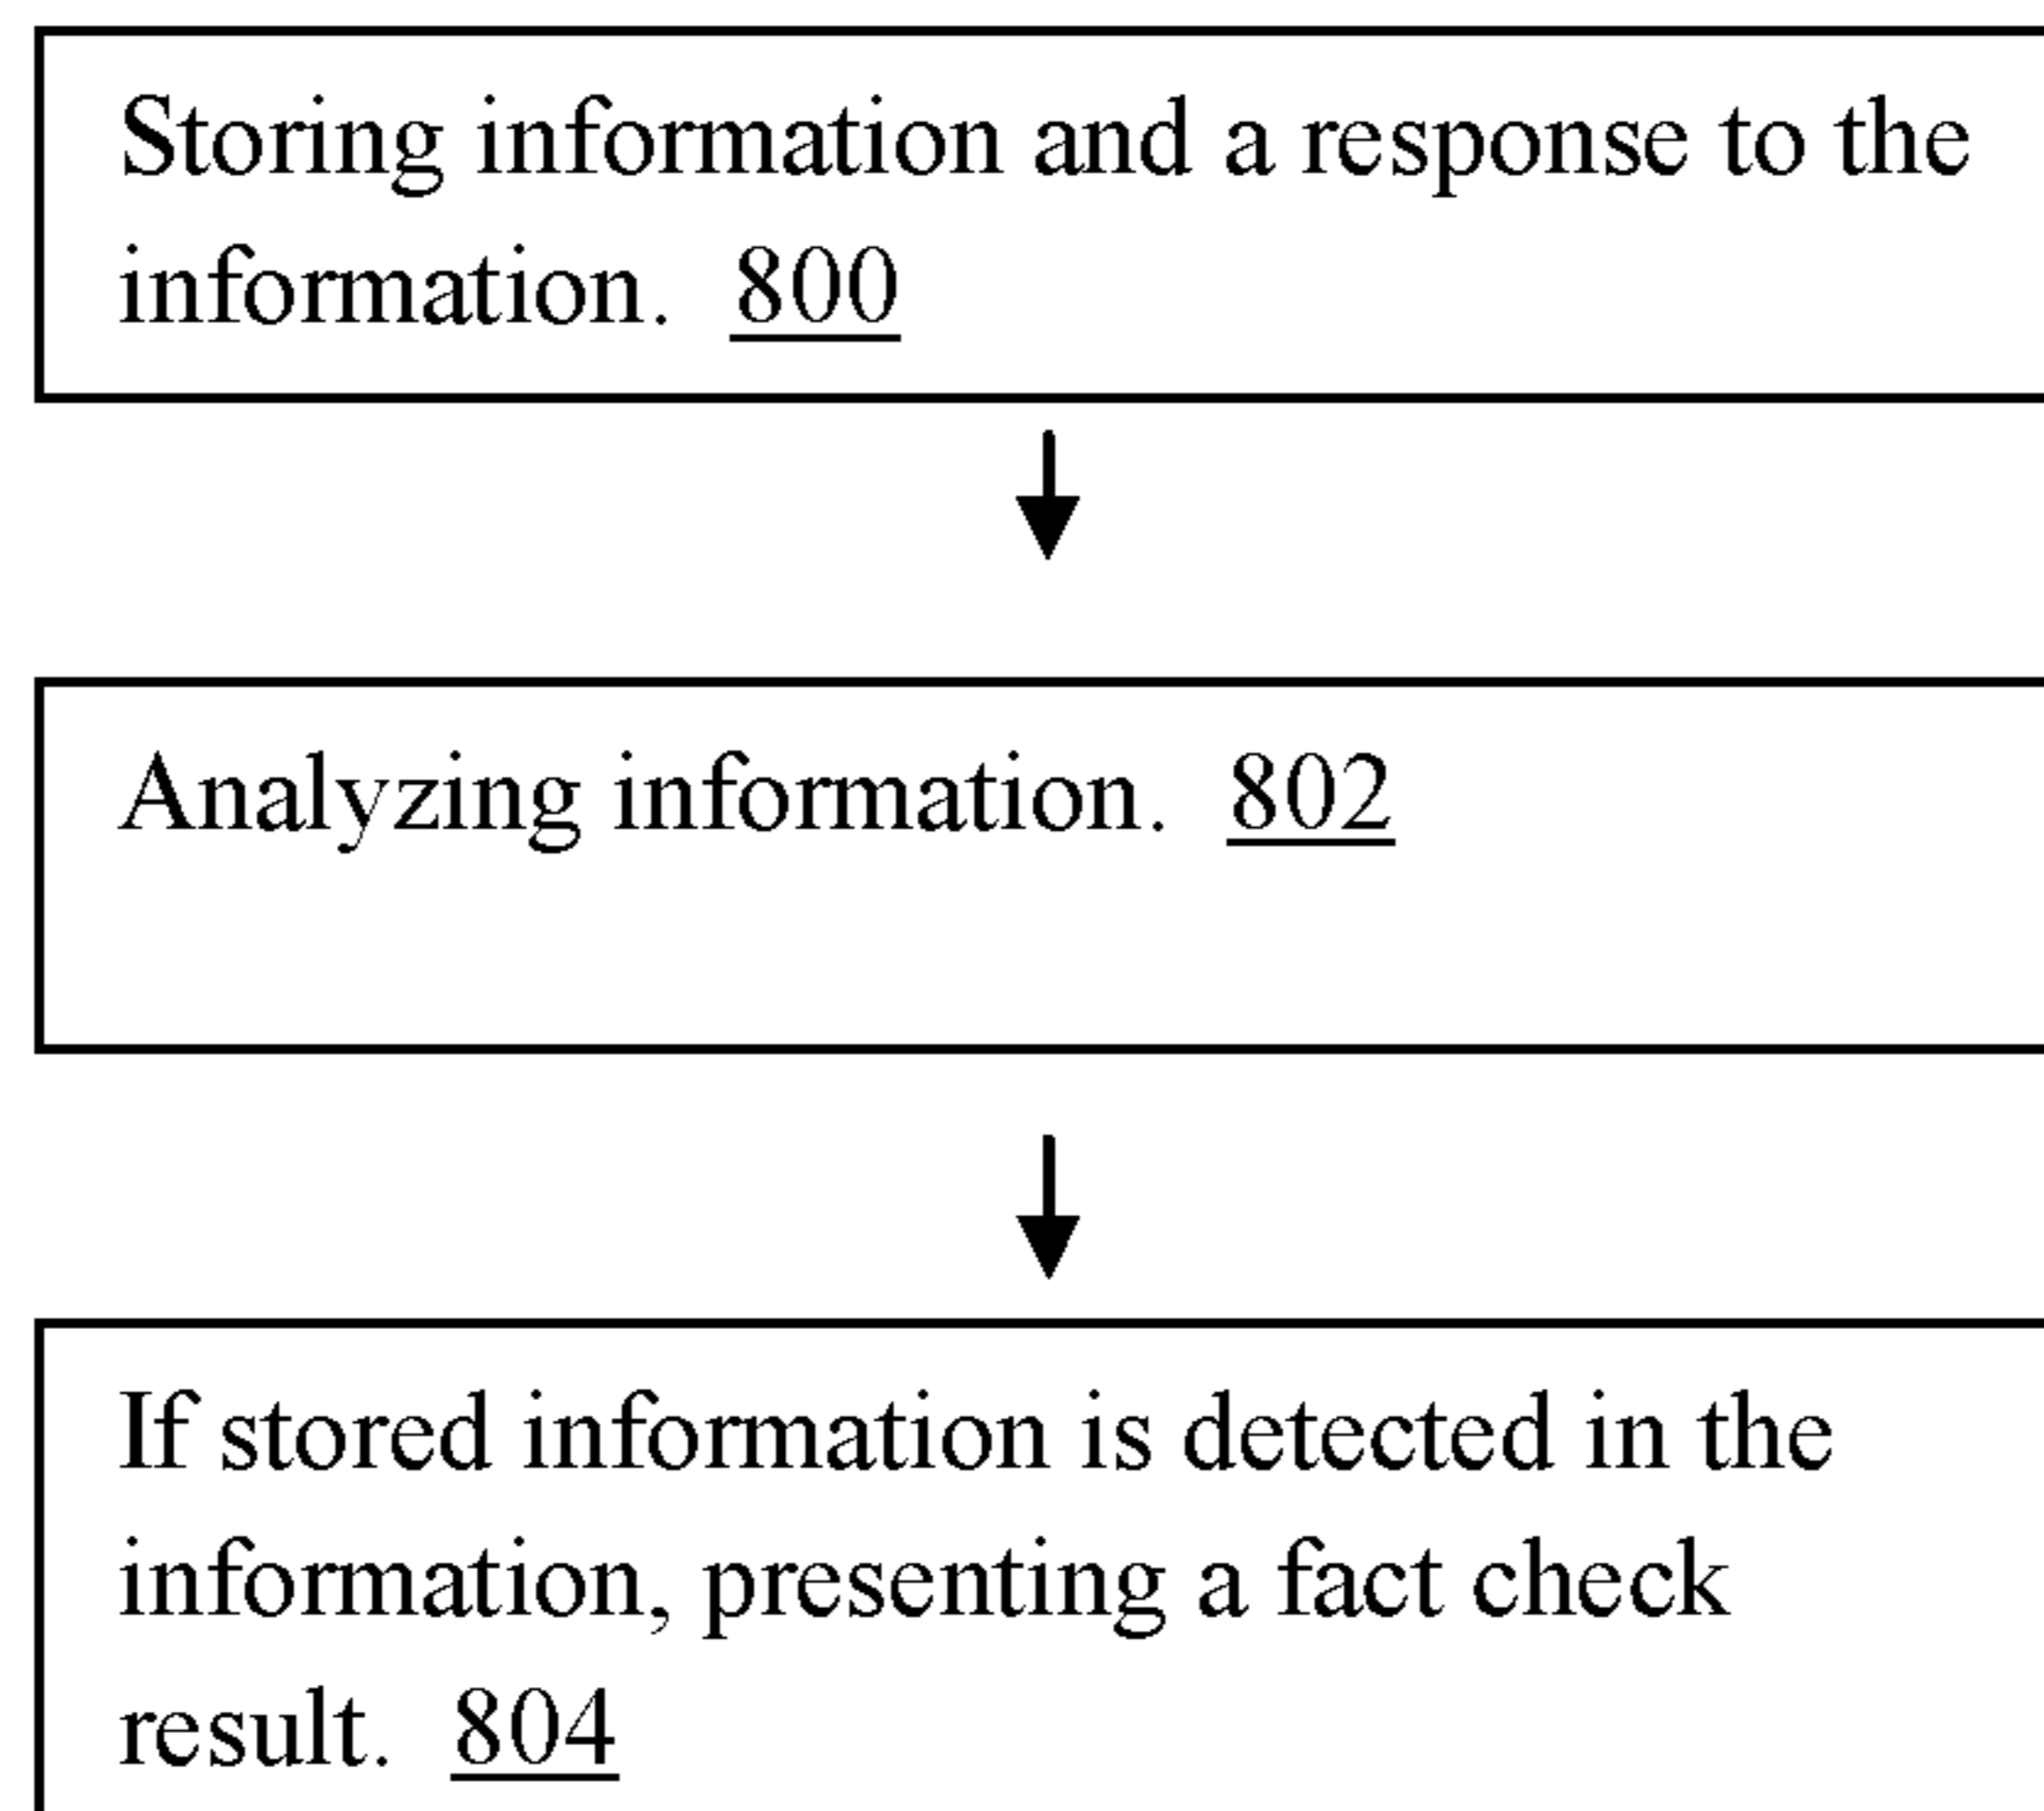 Storing information and a response to the
information. 800
Analyzing information. 802
If stored information is detected in the
information, presenting a fact check
result. 804